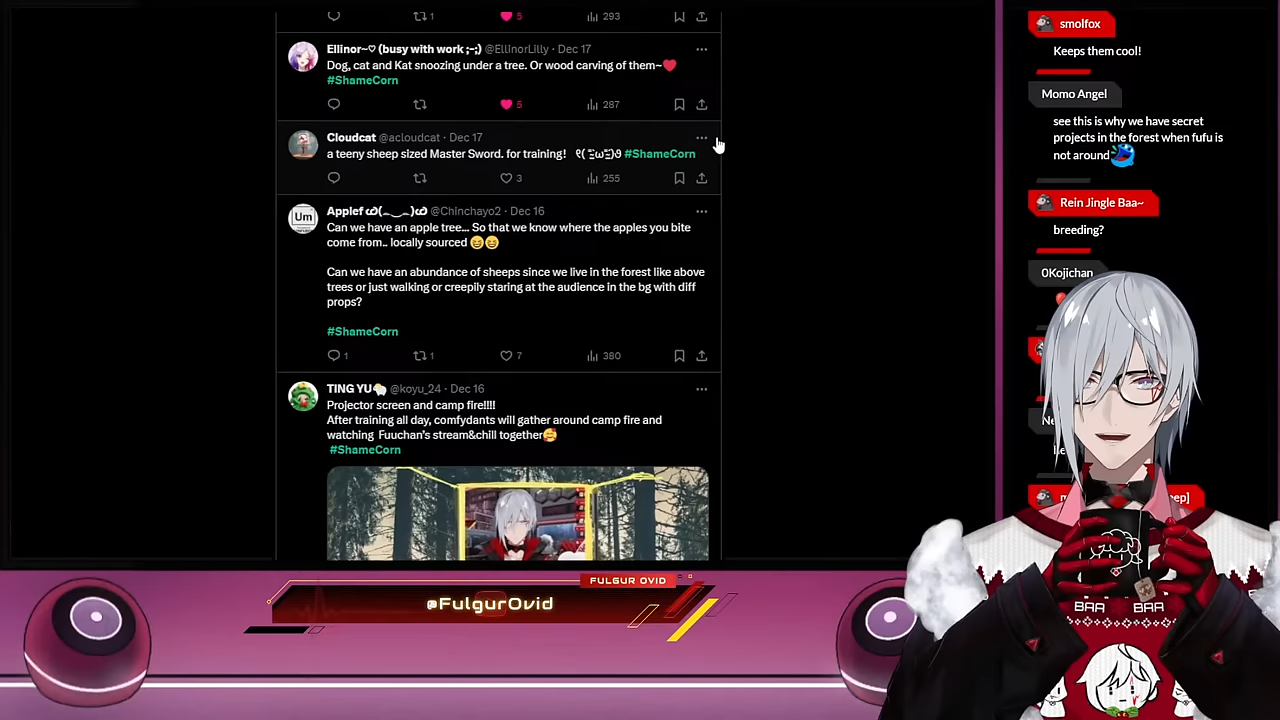 1
5
293
Ellinor~♡ (busy with work ;-;) @EllInorLilly · Dec 17
Dog, cat and Kat snoozing under a tree. Or wood carving of them~❤️
#ShameCorn
5
287
Cloudcat @acloudcat · Dec 17
a teeny sheep sized Master Sword. for training! #ShameCorn
3
255
Um
Applef @Chinchayo2 · Dec 16
Can we have an apple tree... So that we know where the apples you bite
come from.. locally sourced 😄😄
Can we have an abundance of sheeps since we live in the forest like above
trees or just walking or creepily staring at the audience in the bg with diff
props?
#ShameCorn
1
1
7
380
TING YU🐑 @koyu_24 · Dec 16
Projector screen and camp fire!!!!
After training all day, comfydants will gather around camp fire and
watching Fuuchan's stream&chill together🥰
#ShameCorn
smolfox
Keeps them cool!
Momo Angel
see this is why we have secret
projects in the forest when fufu is
not around
Rein Jingle Baa~
breeding?
0Kojichan
FULGUR OVID
@FulgurOvid
BAA BAA